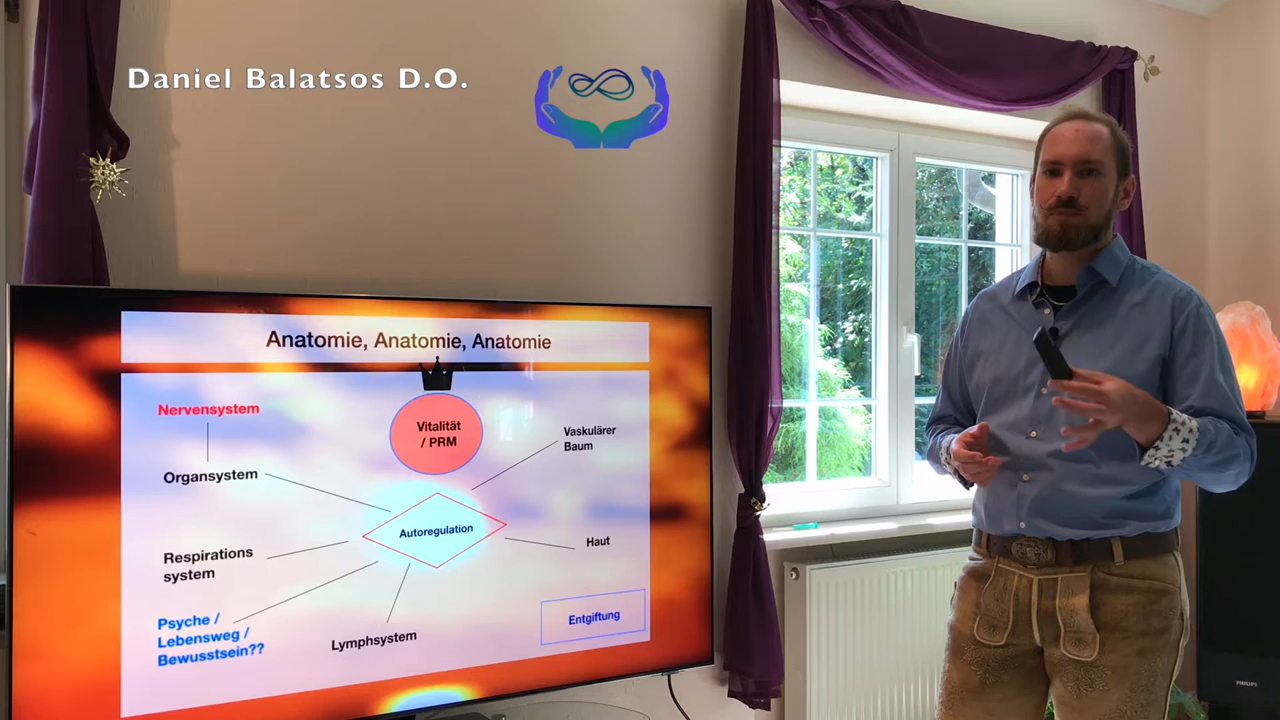 Daniel Balatsos D.O.
Anatomie, Anatomie, Anatomie
Nervensystem
Vitalität
/ PRM
Vaskulärer
Baum
Organsystem
Autoregulation
Haut
Respirations
system
Entgiftung
Psyche /
Lebensweg /
Bewusstsein??
Lymphsystem
PHILIPS